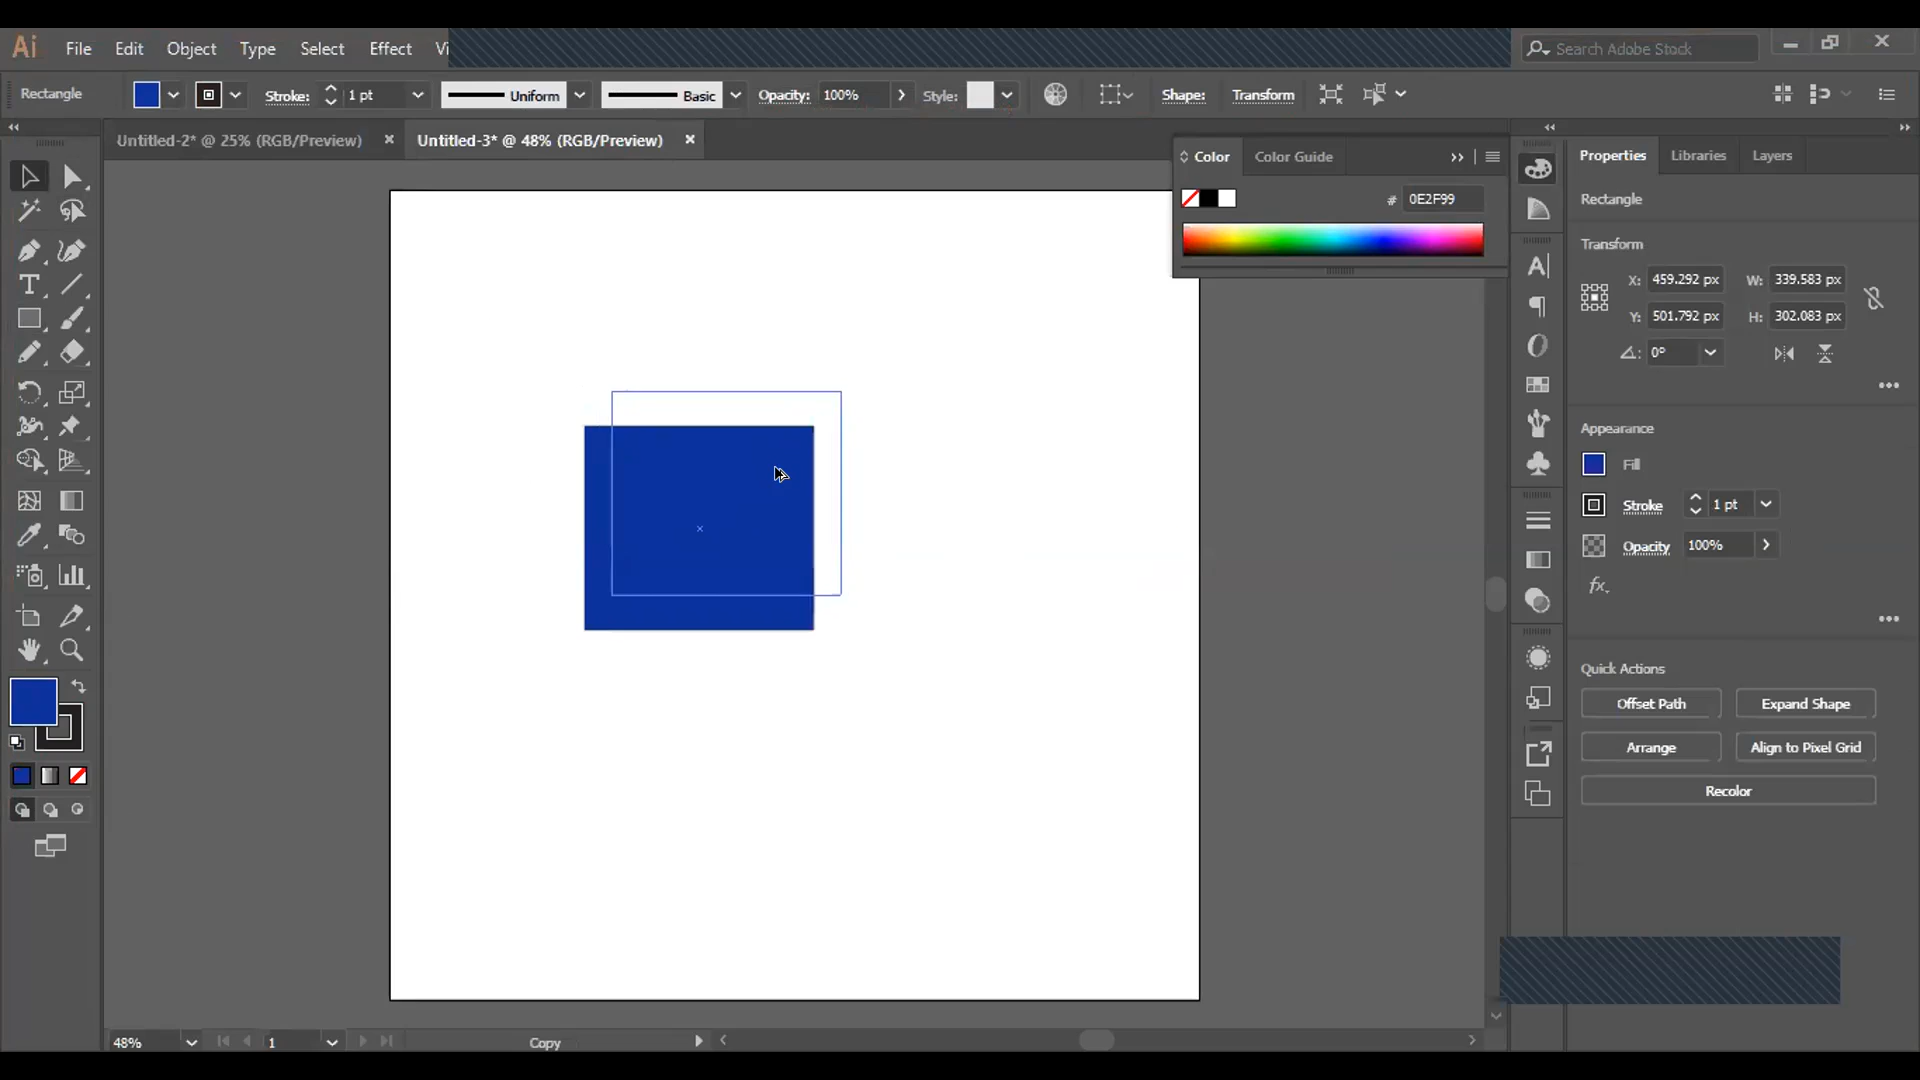 Ai File Edit Object Type Select Effect Vi
Search Adobe Stock
Rectangle Stroke: 1 pt Uniform Basic Opacity: 100% Style: Shape: Transform
Untitled-2* @ 25% (RGB/Preview) Untitled-3* @ 48% (RGB/Preview)
Color Color Guide
# 0E2F99
Properties Libraries Layers
Rectangle
Transform
X: 459.292 px W: 339.583 px
Y: 501.792 px H: 302.083 px
0°
Appearance
Fill
Stroke 1 pt
Opacity 100%
fx.
Quick Actions
Offset Path Expand Shape
Arrange Align to Pixel Grid
Recolor
48% 1 Copy